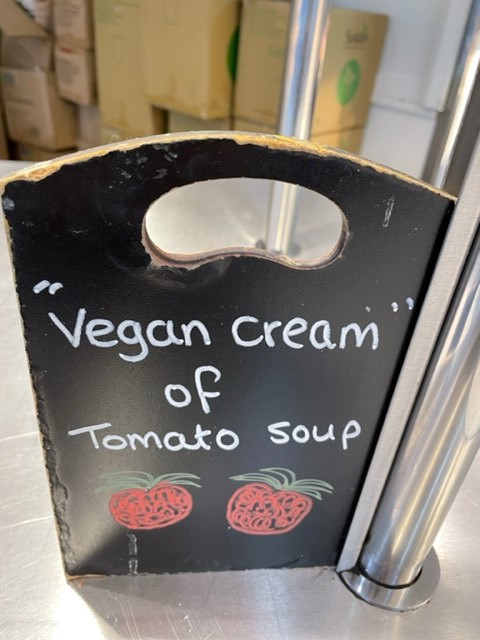 "Vegan cream"
of
Tomato soup